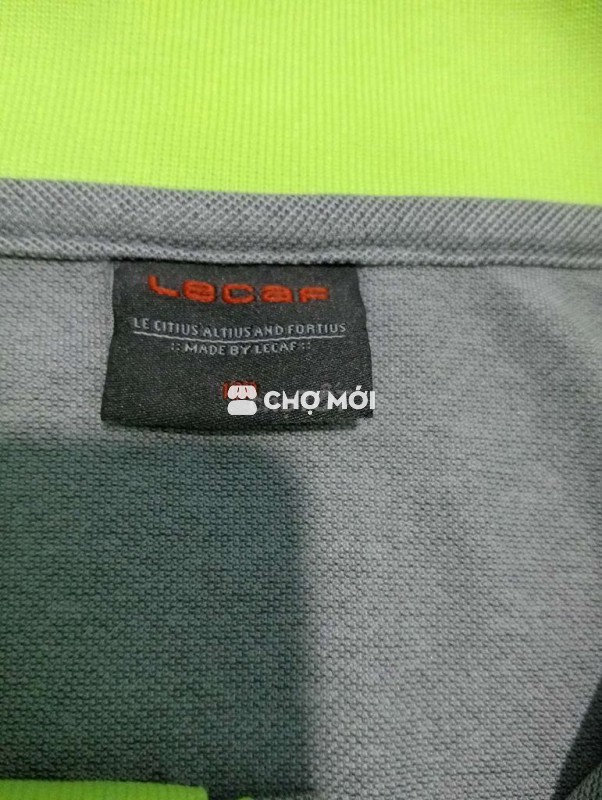 Lecaf
LE CITIUS ALTIUS AND FORTIUS
:: MADE BY LECAF ::
CHỢ MỚI